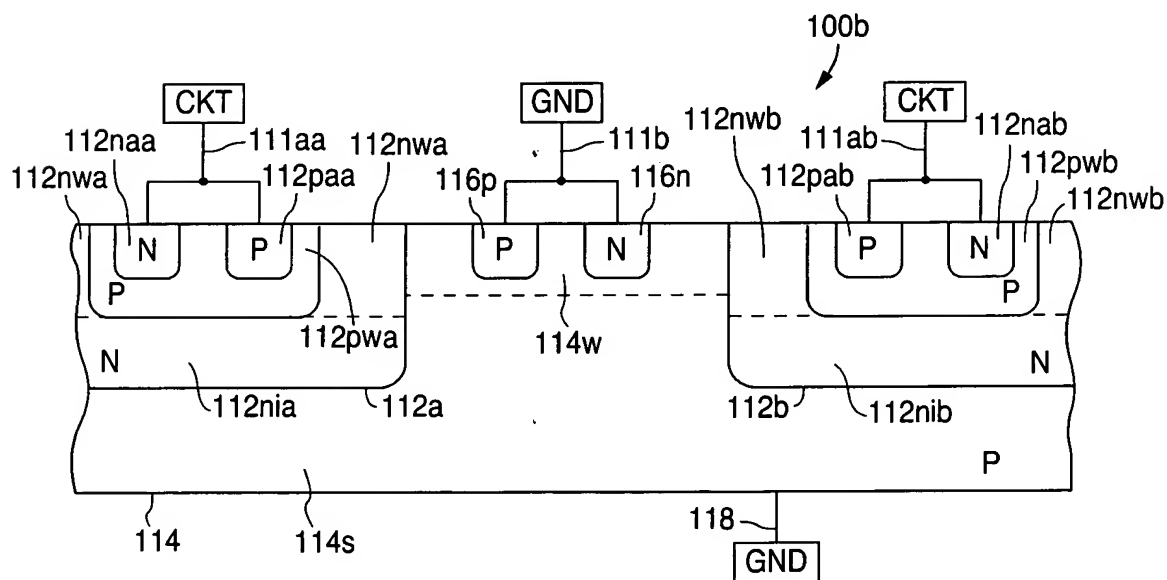 100b
CKT
GND
CKT
112naa
111aa
112nwa
112nwb
111b
111ab
112nab
112nwa
112paa
116p
116n
112pab
112pwb
112nwb
N
P
P
N
P
N
P
P
112pwa
114w
N
N
112nia
112a
112b
112nib
P
114
114s
118
GND